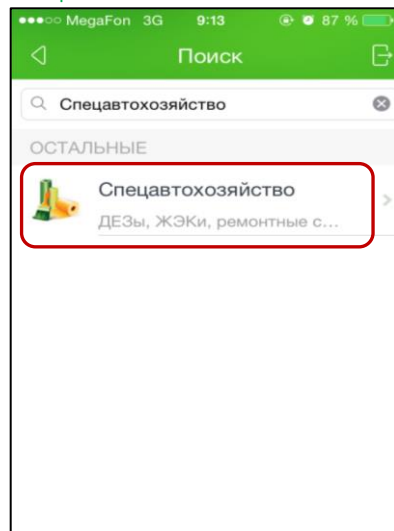 MegaFon 3G 9:13 87 %
Поиск
Спецавтохозяйство
ОСТАЛЬНЫЕ
Спецавтохозяйство
ДЕЗы, ЖЭКи, ремонтные с...